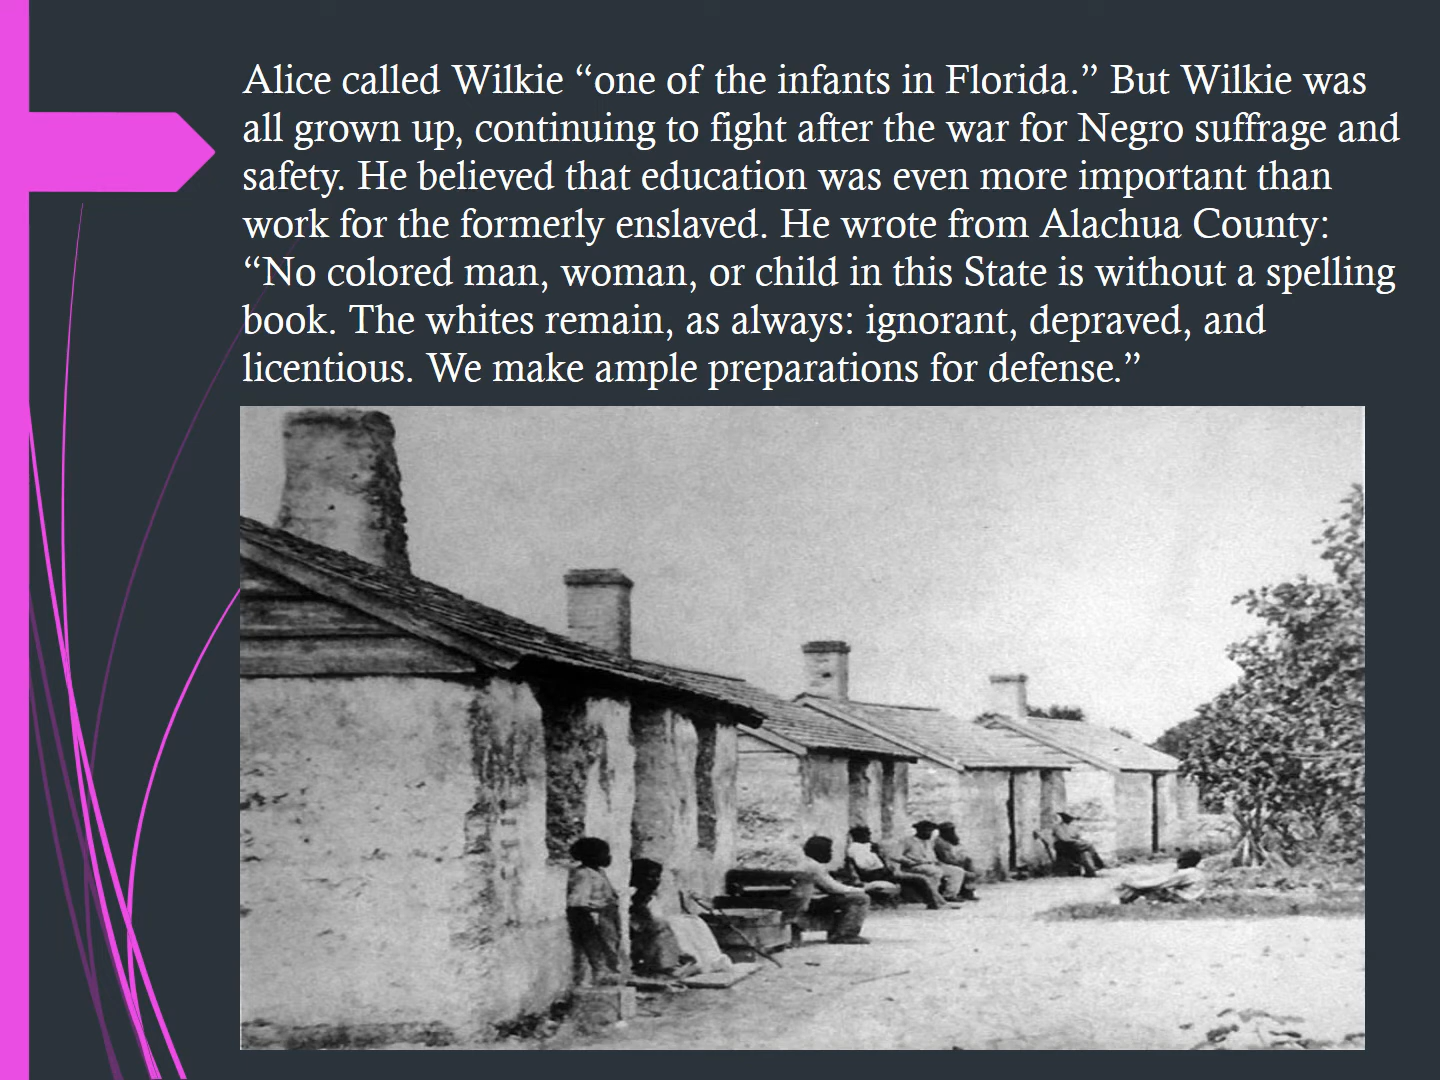 Alice called Wilkie “one of the infants in Florida.” But Wilkie was
all grown up, continuing to fight after the war for Negro suffrage and
safety. He believed that education was even more important than
work for the formerly enslaved. He wrote from Alachua County:
“No colored man, woman, or child in this State is without a spelling
book. The whites remain, as always: ignorant, depraved, and
licentious. We make ample preparations for defense.”